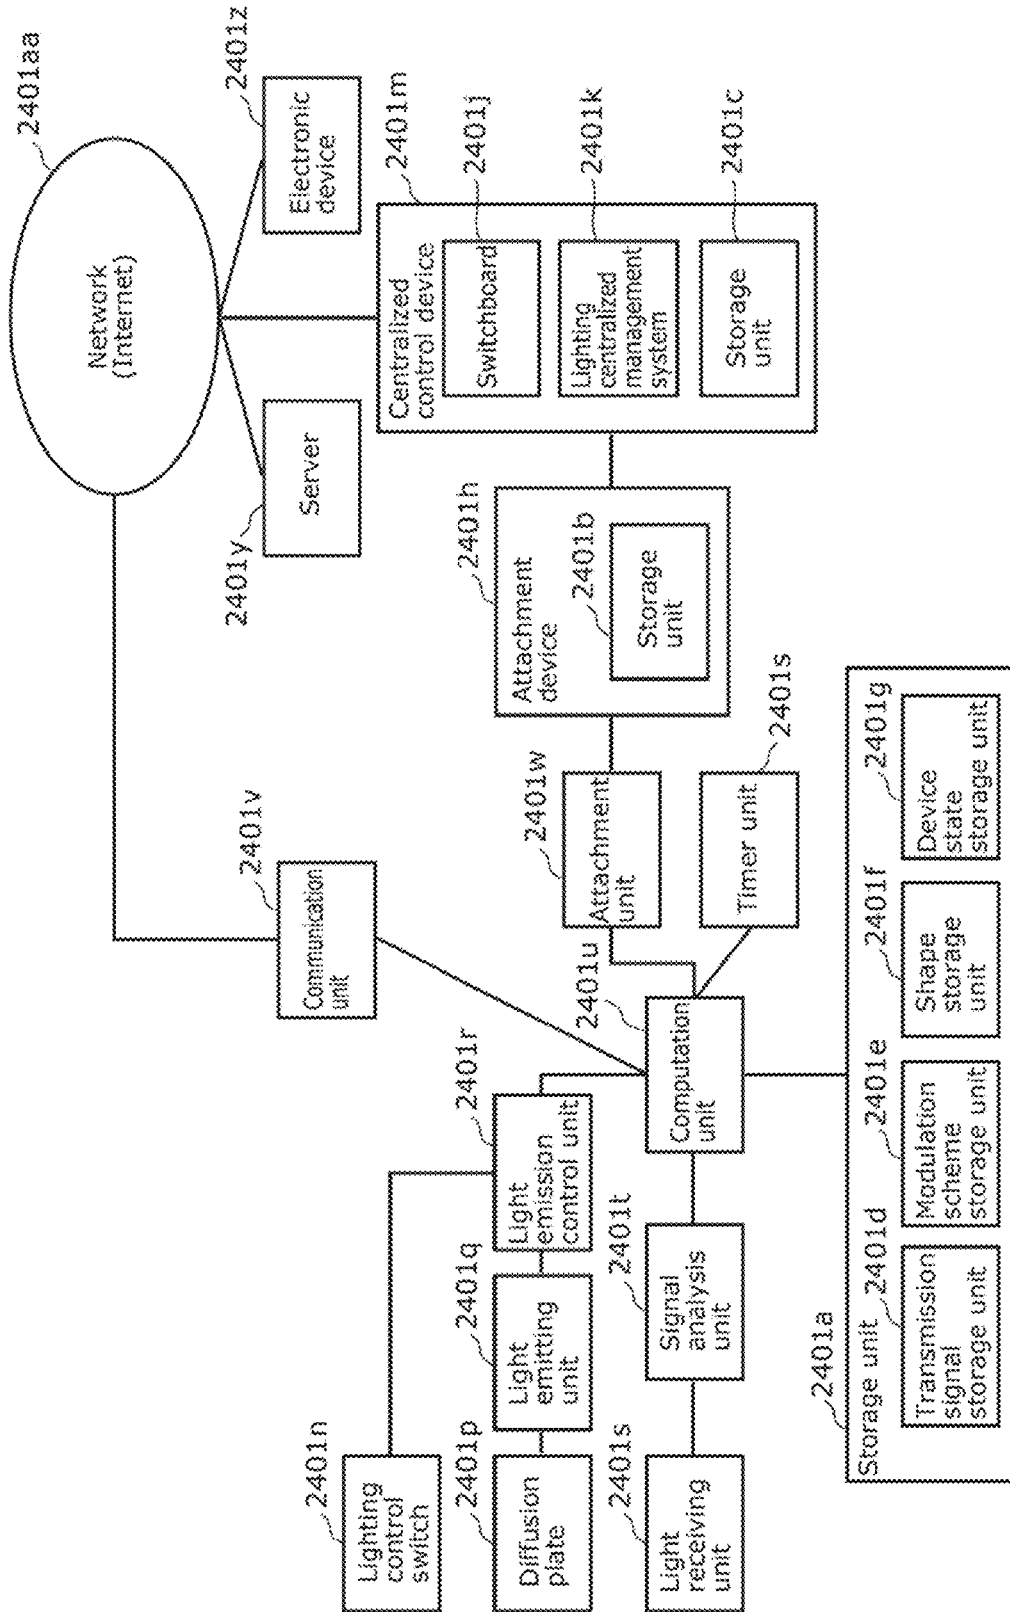 2401aa
Network
(Internet)
2401z
Electronic
device
2401y
Server
2401m
Centralized
control device
2401j
Switchboard
2401k
Lighting
centralized
management
system
2401c
Storage
unit
2401h
Attachment
device
2401b
Storage
unit
2401v
Communication
unit
2401w
Attachment
unit
2401s
Timer unit
2401u
Computation
unit
2401n
Lighting
control
switch
2401p
Diffusion
plate
2401q
Light
emitting
unit
2401r
Light
emission
control unit
2401s
Light
receiving
unit
2401t
Signal
analysis
unit
2401a
Storage unit
2401d
Transmission
signal
storage unit
2401e
Modulation
scheme
storage unit
2401f
Shape
storage
unit
2401g
Device
state
storage unit